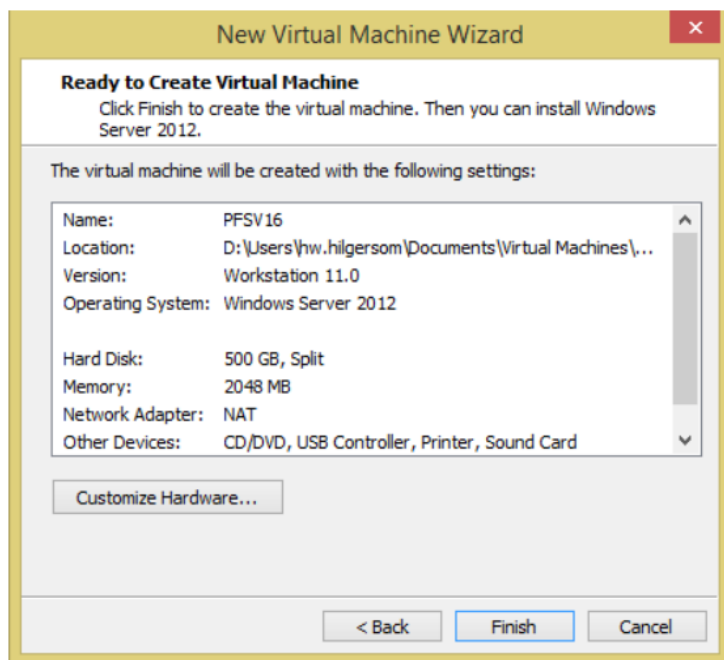 New Virtual Machine Wizard
Ready to Create Virtual Machine
Click Finish to create the virtual machine. Then you can install Windows
Server 2012.
The virtual machine will be created with the following settings:
Name: PFSV16
Location: D:\Users\hw.hilgersom\Documents\Virtual Machines\...
Version: Workstation 11.0
Operating System: Windows Server 2012
Hard Disk: 500 GB, Split
Memory: 2048 MB
Network Adapter: NAT
Other Devices: CD/DVD, USB Controller, Printer, Sound Card
Customize Hardware...
< Back Finish Cancel